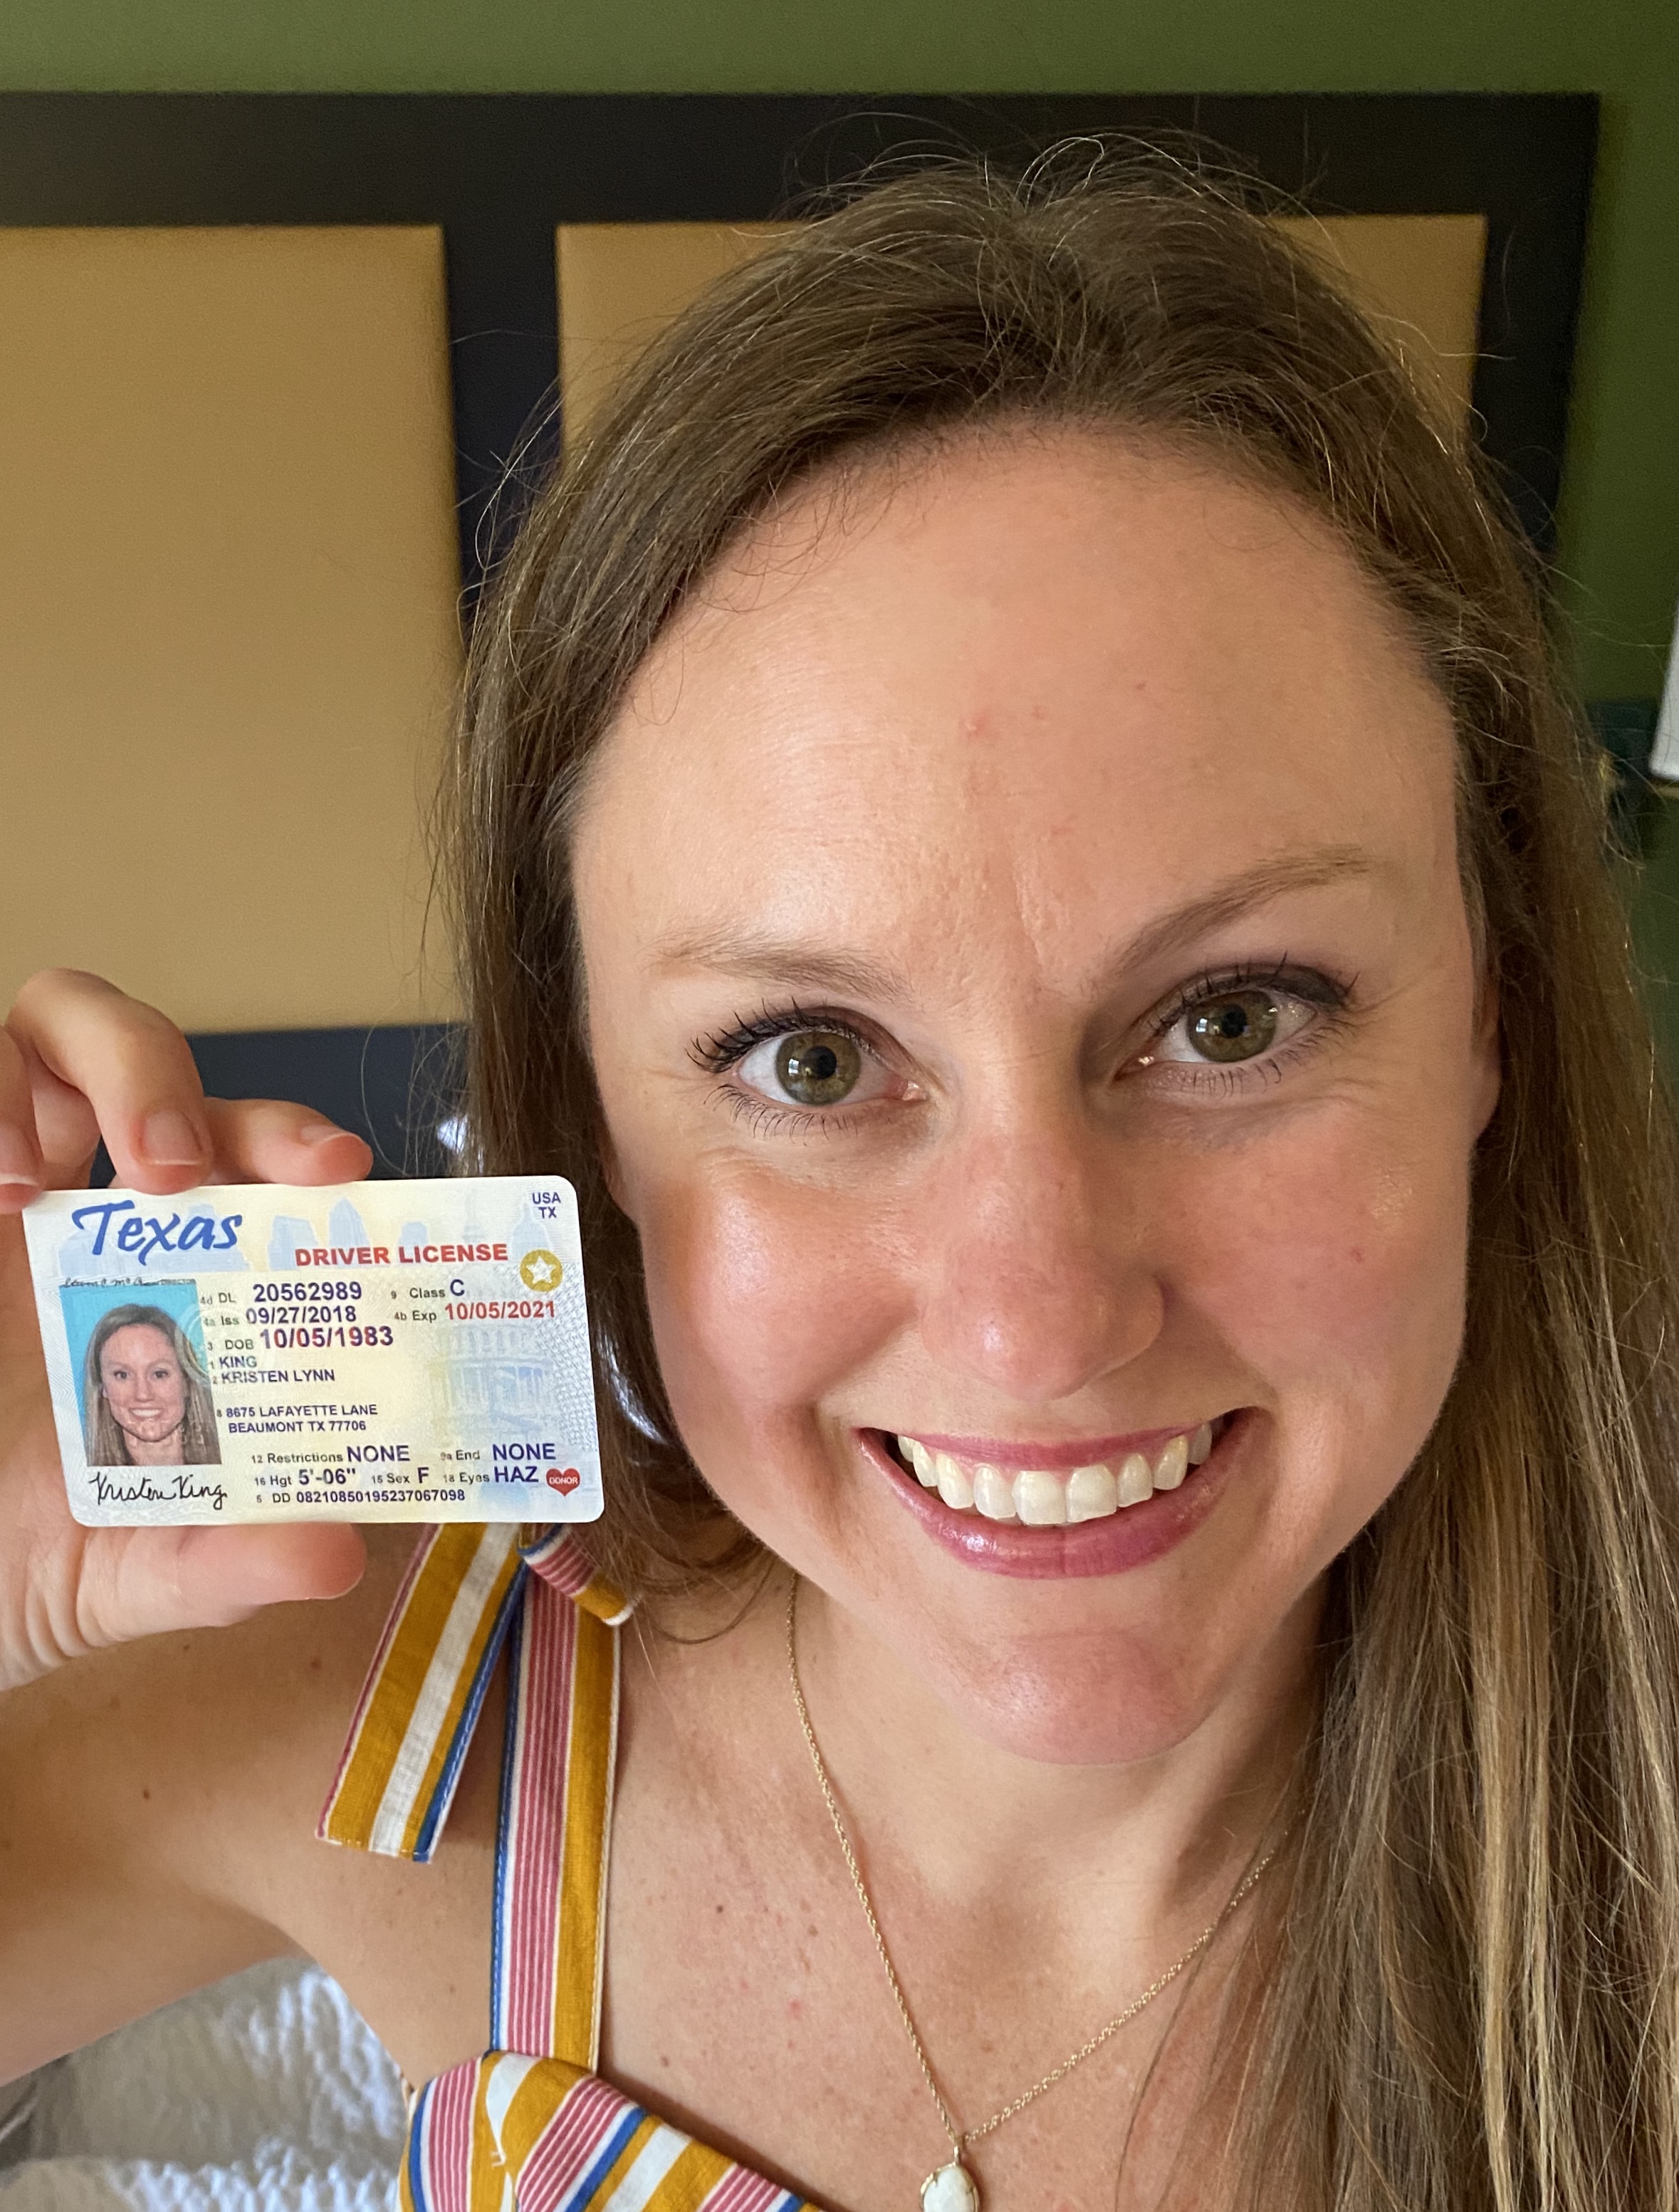 Texas
USA
TX
DRIVER LICENSE
4d DL 20562989 9 Class C
4a Iss 09/27/2018 4b Exp 10/05/2021
3 DOB 10/05/1983
1 KING
2 KRISTEN LYNN
8 8675 LAFAYETTE LANE
BEAUMONT TX 77706
12 Restrictions NONE 9a End NONE
16 Hgt 5'-06" 15 Sex F 18 Eyes HAZ DONOR
5 DD 08210850195237067098
Kristen King